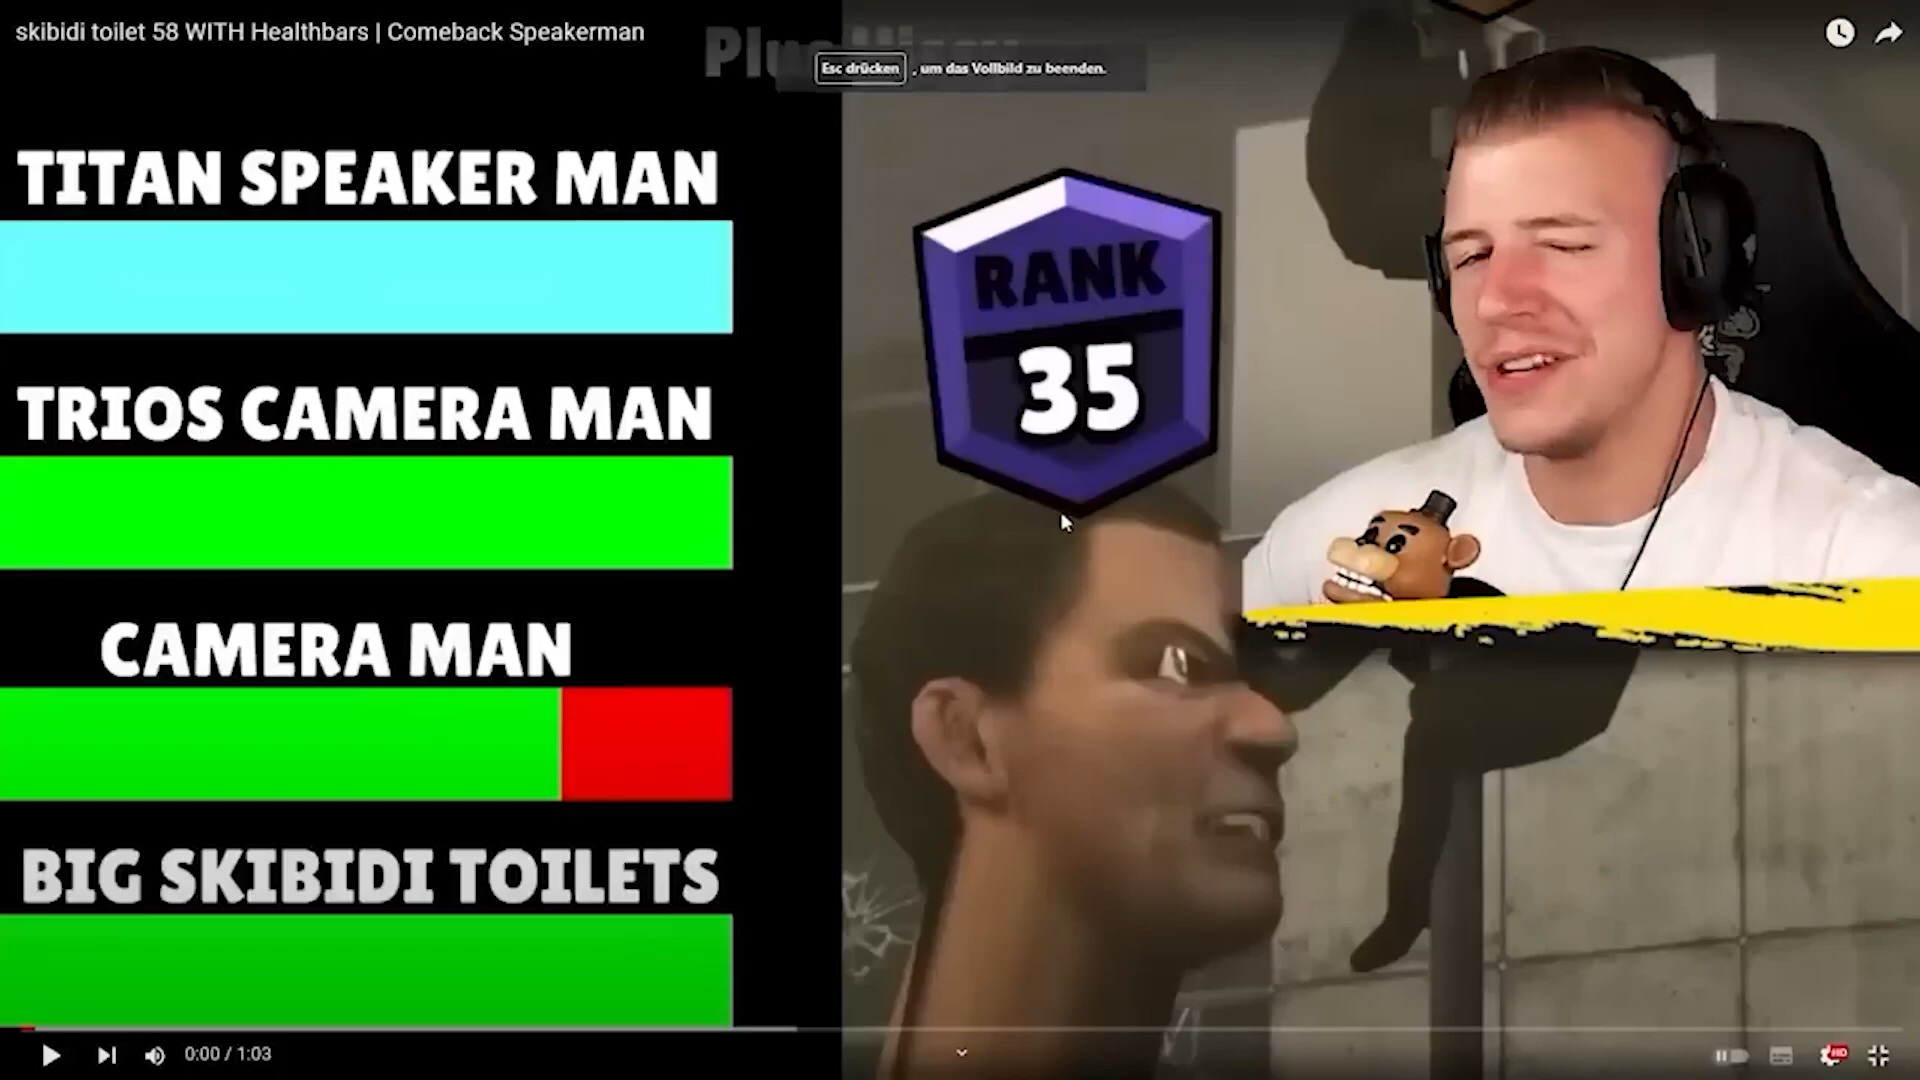 skibidi toilet 58 WITH Healthbars | Comeback Speakerman
Esc drücken , um das Vollbild zu beenden.
TITAN SPEAKER MAN
RANK
35
TRIOS CAMERA MAN
CAMERA MAN
BIG SKIBIDI TOILETS
0:00 / 1:03
HD